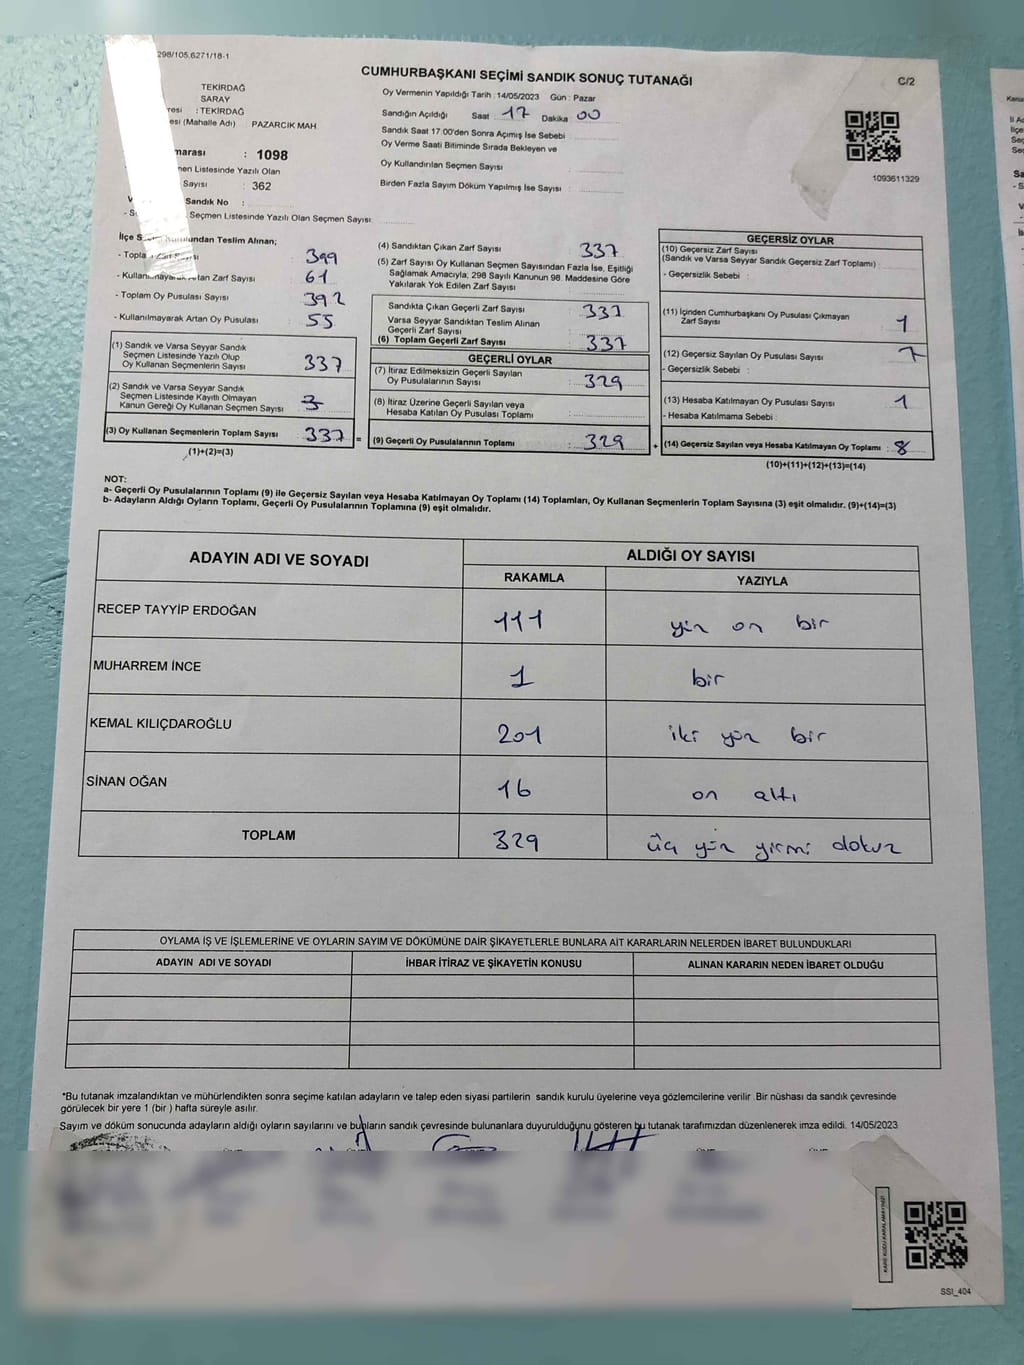 298/105.6271/18-1
CUMHURBAŞKANI SEÇİMİ SANDIK SONUÇ TUTANAĞI
C/2
TEKİRDAĞ
SARAY
: TEKİRDAĞ
(Mahalle Adı) PAZARCIK MAH
: 1098
Listesinde Yazılı Olan
Sayısı : 362
Sandık No :
Seçmen Listesinde Yazılı Olan Seçmen Sayısı:
Oy Vermenin Yapıldığı Tarih : 14/05/2023 Gün : Pazar
Sandığın Açıldığı Saat 17 Dakika 00
Sandık Saat 17.00'den Sonra Açımış İse Sebebi
Oy Verme Saati Bitiminde Sırada Bekleyen ve
Oy Kullandırılan Seçmen Sayısı
Birden Fazla Sayım Döküm Yapılmış İse Sayısı :
1093611329
Teslim Alınan;
Zarf Sayısı 399
Zarf Sayısı : 61
- Toplam Oy Pusulası Sayısı 392
- Kullanılmayarak Artan Oy Pusulası : 55
(1) Sandık ve Varsa Seyyar Sandık
Seçmen Listesinde Yazılı Olup
Oy Kullanan Seçmenlerin Sayısı 337
(2) Sandık ve Varsa Seyyar Sandık
Seçmen Listesinde Kayıtlı Olmayan
Kanun Gereği Oy Kullanan Seçmen Sayısı
(3) Oy Kullanan Seçmenlerin Toplam Sayısı 337 =
(1)+(2)=(3)
(4) Sandıktan Çıkan Zarf Sayısı 337
(5) Zarf Sayısı Oy Kullanan Seçmen Sayısından Fazla İse, Eşitliği
Sağlamak Amacıyla; 298 Sayılı Kanunun 98. Maddesine Göre
Yakılarak Yok Edilen Zarf Sayısı
Sandıkta Çıkan Geçerli Zarf Sayısı : 337
Varsa Seyyar Sandıktan Teslim Alınan
Geçerli Zarf Sayısı
(6) Toplam Geçerli Zarf Sayısı 337
GEÇERLİ OYLAR
(7) İtiraz Edilmeksizin Geçerli Sayılan
Oy Pusulalarının Sayısı : 329
(8) İtiraz Üzerine Geçerli Sayılan veya
Hesaba Katılan Oy Pusulası Toplamı
(9) Geçerli Oy Pusulalarının Toplamı : 329 +
GEÇERSİZ OYLAR
(10) Geçersiz Zarf Sayısı
(Sandık ve Varsa Seyyar Sandık Geçersiz Zarf Toplamı) :
- Geçersizlik Sebebi :
(11) İçinden Cumhurbaşkanı Oy Pusulası Çıkmayan
Zarf Sayısı 1
(12) Geçersiz Sayılan Oy Pusulası Sayısı 7
- Geçersizlik Sebebi :
(13) Hesaba Katılmayan Oy Pusulası Sayısı 1
- Hesaba Katılmama Sebebi :
(14) Geçersiz Sayılan veya Hesaba Katılmayan Oy Toplamı : 8
(10)+(11)+(12)+(13)=(14)
NOT:
a- Geçerli Oy Pusulalarının Toplamı (9) ile Geçersiz Sayılan veya Hesaba Katılmayan Oy Toplamı (14) Toplamları, Oy Kullanan Seçmenlerin Toplam Sayısına (3) eşit olmalıdır. (9)+(14)=(3)
b- Adayların Aldığı Oyların Toplamı, Geçerli Oy Pusulalarının Toplamına (9) eşit olmalıdır.
ADAYIN ADI VE SOYADI
ALDIĞI OY SAYISI
RAKAMLA YAZIYLA
RECEP TAYYİP ERDOĞAN 111 yüz on bir
MUHARREM İNCE 1 bir
KEMAL KILIÇDAROĞLU 201 iki yüz bir
SİNAN OĞAN 16 on altı
TOPLAM 329 üç yüz yirmi dokuz
OYLAMA İŞ VE İŞLEMLERİNE VE OYLARIN SAYIM VE DÖKÜMÜNE DAİR ŞİKAYETLERLE BUNLARA AİT KARARLARIN NELERDEN İBARET BULUNDUKLARI
ADAYIN ADI VE SOYADI İHBAR İTİRAZ VE ŞİKAYETİN KONUSU ALINAN KARARIN NEDEN İBARET OLDUĞU
*Bu tutanak imzalandıktan ve mühürlendikten sonra seçime katılan adayların ve talep eden siyasi partilerin sandık kurulu üyelerine veya gözlemcilerine verilir .Bir nüshası da sandık çevresinde
görülecek bir yere 1 (bir ) hafta süreyle asılır.
Sayım ve döküm sonucunda adayların aldığı oyların sayılarını ve bunların sandık çevresinde bulunanlara duyurulduğunu gösteren bu tutanak tarafımızdan düzenlenerek imza edildi. 14/05/2023
KARE KODU KARALAMAYINIZ!
SSI_404